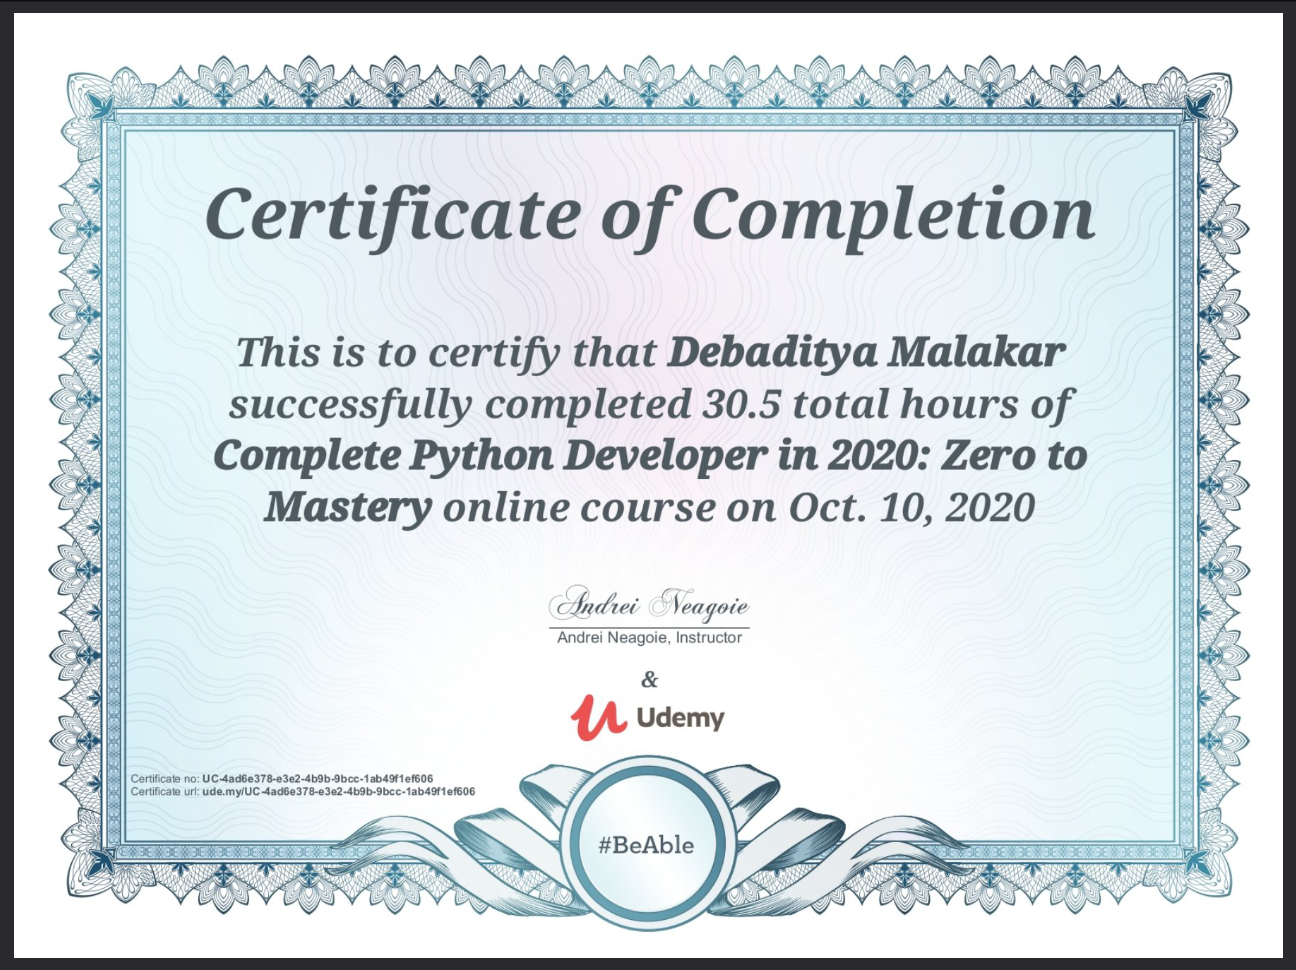 Certificate of Completion
This is to certify that Debaditya Malakar
successfully completed 30.5 total hours of
Complete Python Developer in 2020: Zero to
Mastery online course on Oct. 10, 2020
Andrei Neagoie
Andrei Neagoie, Instructor
&
Udemy
Certificate no: UC-4ad6e378-e3e2-4b9b-9bcc-1ab49f1ef606
Certificate url: ude.my/UC-4ad6e378-e3e2-4b9b-9bcc-1ab49f1ef606
#BeAble